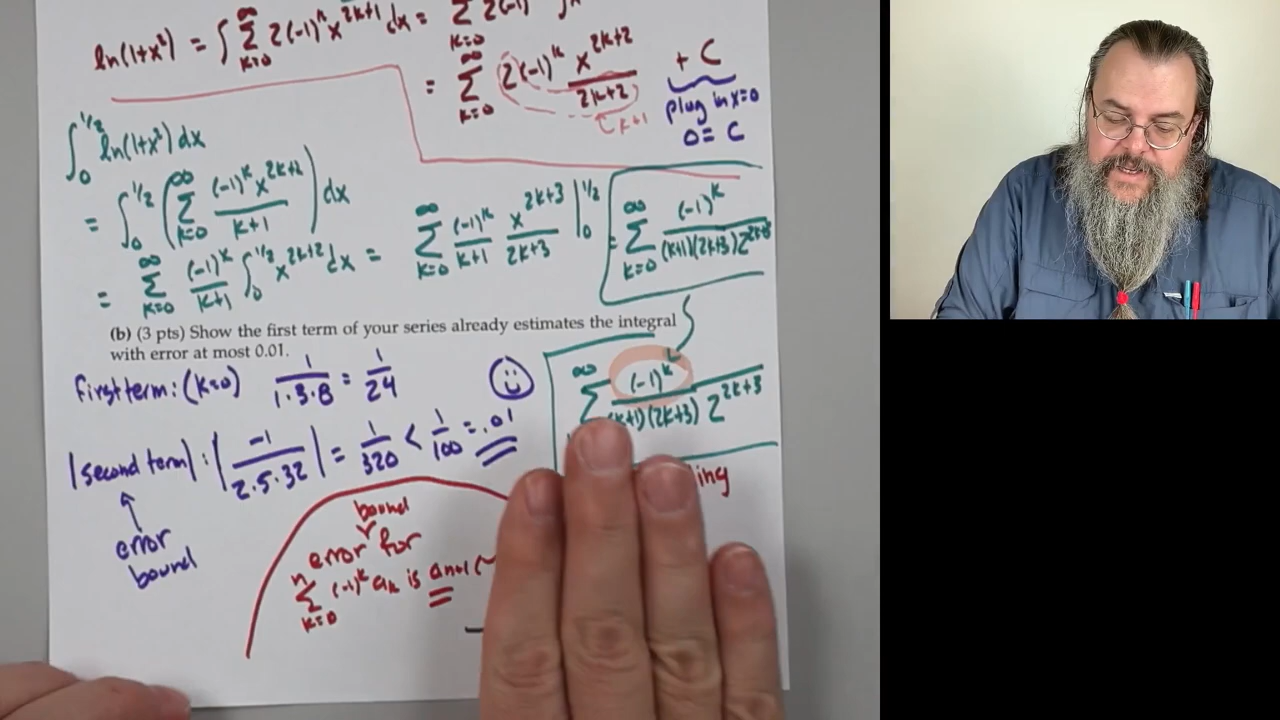 ln(1+x²) = ∫ ∑_{k=0}^{∞} 2(-1)^k x^{2k+1} dx = ∑_{k=0}^{∞} 2(-1)
= ∑_{k=0}^{∞} 2(-1)^k x^{2k+2}/(2k+2) + C
k+1
plug in x=0
0 = C
∫_0^{1/2} ln(1+x²) dx
= ∫_0^{1/2} ( ∑_{k=0}^{∞} (-1)^k x^{2k+2}/(k+1) ) dx
= ∑_{k=0}^{∞} (-1)^k/(k+1) ∫_0^{1/2} x^{2k+2} dx = ∑_{k=0}^{∞} (-1)^k/(k+1) x^{2k+3}/(2k+3) |_0^{1/2} = ∑_{k=0}^{∞} (-1)^k/((k+1)(2k+3)2^{2k+3})
(b) (3 pts) Show the first term of your series already estimates the integral
with error at most 0.01.
first term: (k=0) 1/(1·3·8) = 1/24
∑^{∞} (-1)^k/((k+1)(2k+3) 2^{2k+3})
|second term| : |-1/(2·5·32)| = 1/320 < 1/100 = .01
error
bound
bound
error for
∑_{k=0}^{n} (-1)^k a_k is a_{n+1}